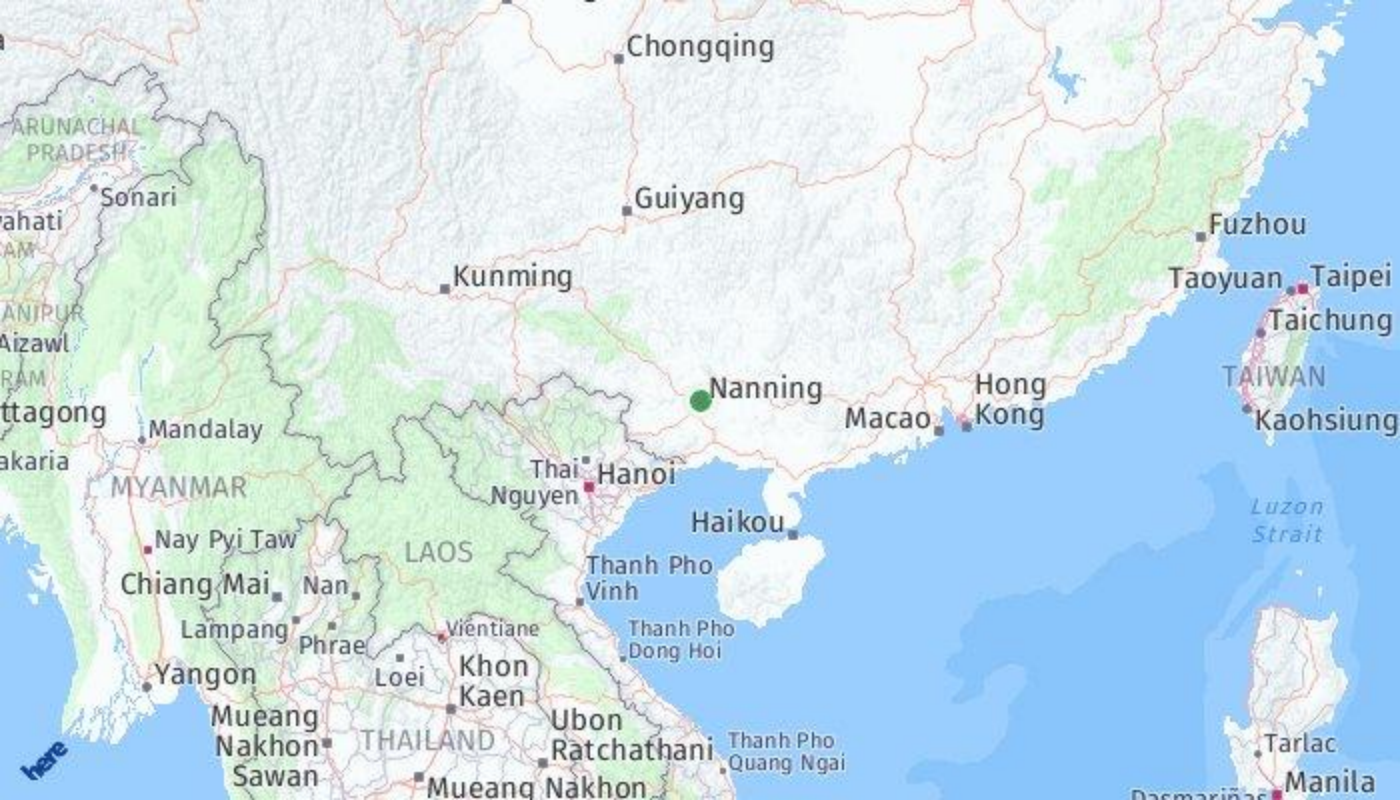 Chongqing
ARUNACHAL
PRADESH
Sonari
Guiyang
Fuzhou
Kunming
Taoyuan
Taipei
Taichung
Aizawl
TAIWAN
Nanning
Hong
Kong
Macao
Kaohsiung
Mandalay
MYANMAR
Thai
Nguyen
Hanoi
Luzon
Strait
Haikou
Nay Pyi Taw
LAOS
Thanh Pho
Vinh
Chiang Mai
Nan
Lampang
Phrae
Vientiane
Thanh Pho
Dong Hoi
Loei
Khon
Kaen
Yangon
Mueang
Nakhon
Sawan
THAILAND
Ubon
Ratchathani
Thanh Pho
Quang Ngai
Tarlac
here
Mueang Nakhon
Manila
Dasmariñas